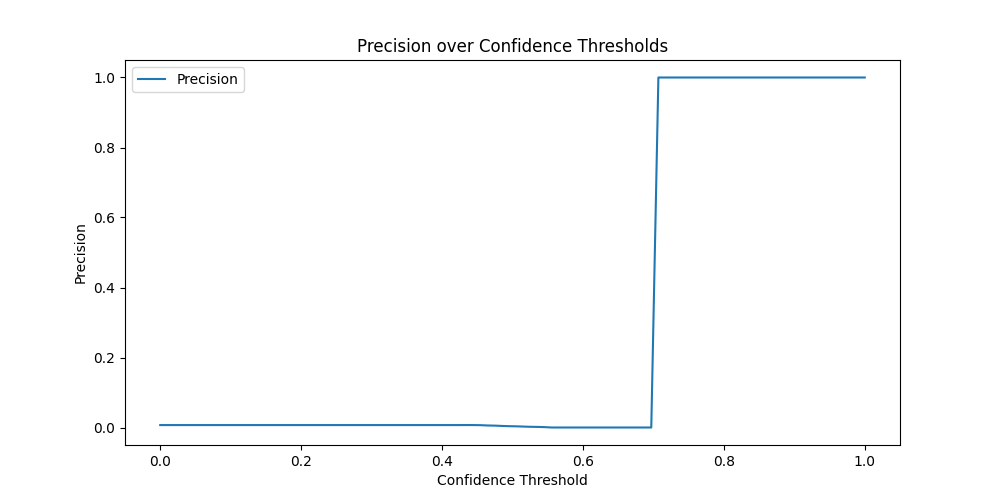 Precision over Confidence Thresholds
Precision
1.0
0.8
0.6
0.4
0.2
0.0
Precision
0.0 0.2 0.4 0.6 0.8 1.0
Confidence Threshold